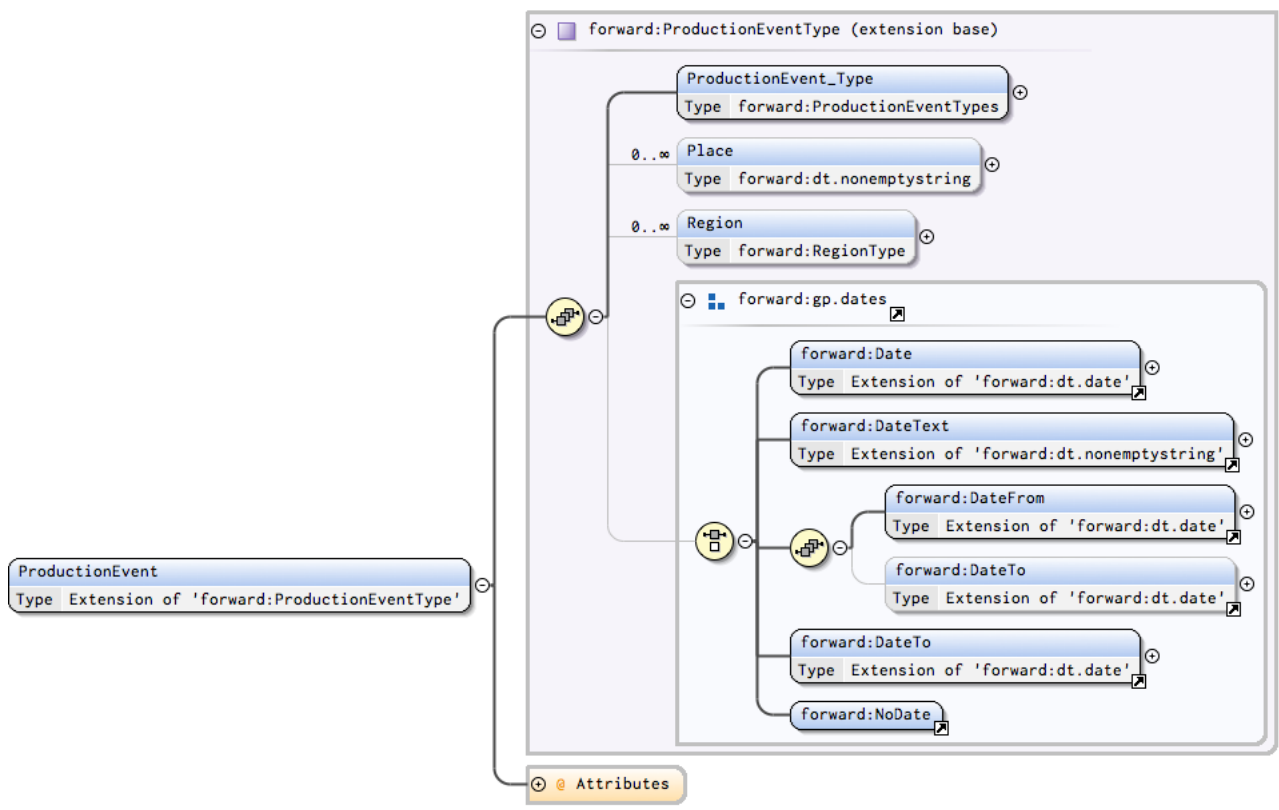 forward:ProductionEventType (extension base)
ProductionEvent_Type
Type forward:ProductionEventTypes
0..∞ Place
Type forward:dt.nonemptystring
0..∞ Region
Type forward:RegionType
forward:gp.dates
forward:Date
Type Extension of 'forward:dt.date'
forward:DateText
Type Extension of 'forward:dt.nonemptystring'
forward:DateFrom
Type Extension of 'forward:dt.date'
forward:DateTo
Type Extension of 'forward:dt.date'
ProductionEvent
Type Extension of 'forward:ProductionEventType'
forward:DateTo
Type Extension of 'forward:dt.date'
forward:NoDate
@ Attributes